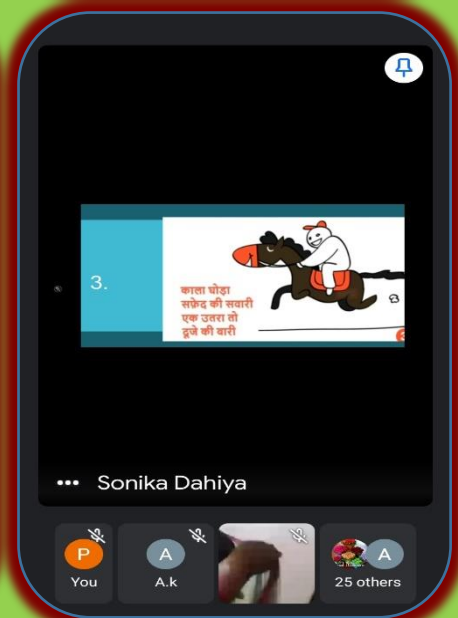 3.
काला घोड़ा
सफ़ेद की सवारी
एक उतरा तो
दूजे की वारी
Sonika Dahiya
P
You
A
A.k
A
25 others